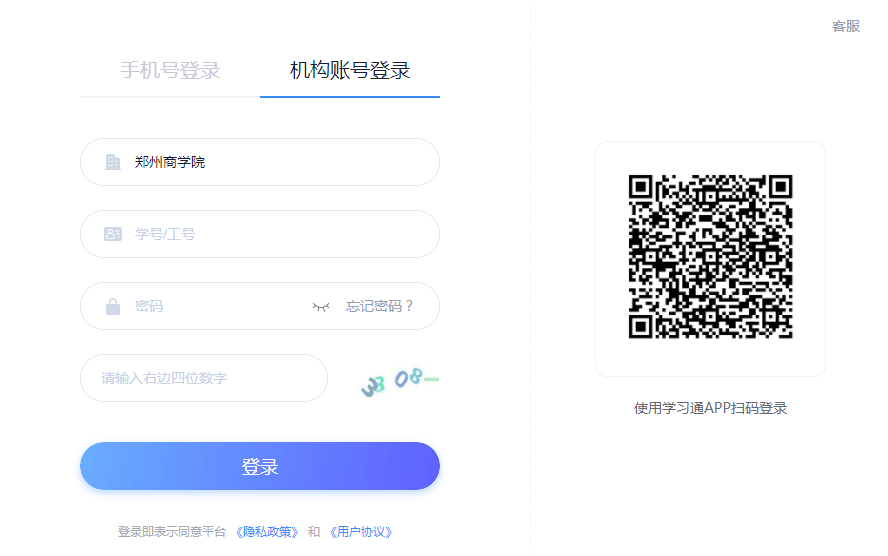 客服
手机号登录 机构账号登录
郑州商学院
学号/工号
密码 忘记密码？
请输入右边四位数字 3808
登录
登录即表示同意平台《隐私政策》和《用户协议》
使用学习通APP扫码登录